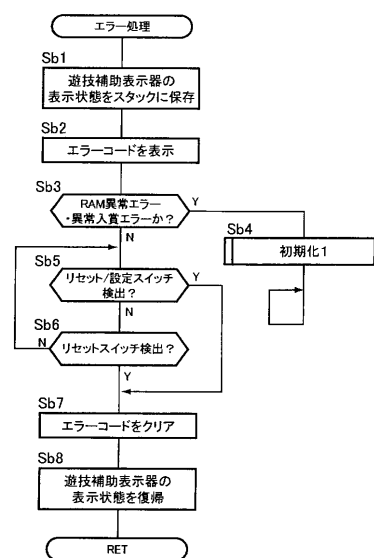 エラー処理
Sb1
遊技補助表示器の
表示状態をスタックに保存
Sb2
エラーコードを表示
Sb3
RAM異常エラー
・異常入賞エラーか?
Y
N
Sb4
初期化1
Sb5
リセット/設定スイッチ
検出?
Y
N
Sb6
リセットスイッチ検出?
N
Y
Sb7
エラーコードをクリア
Sb8
遊技補助表示器の
表示状態を復帰
RET